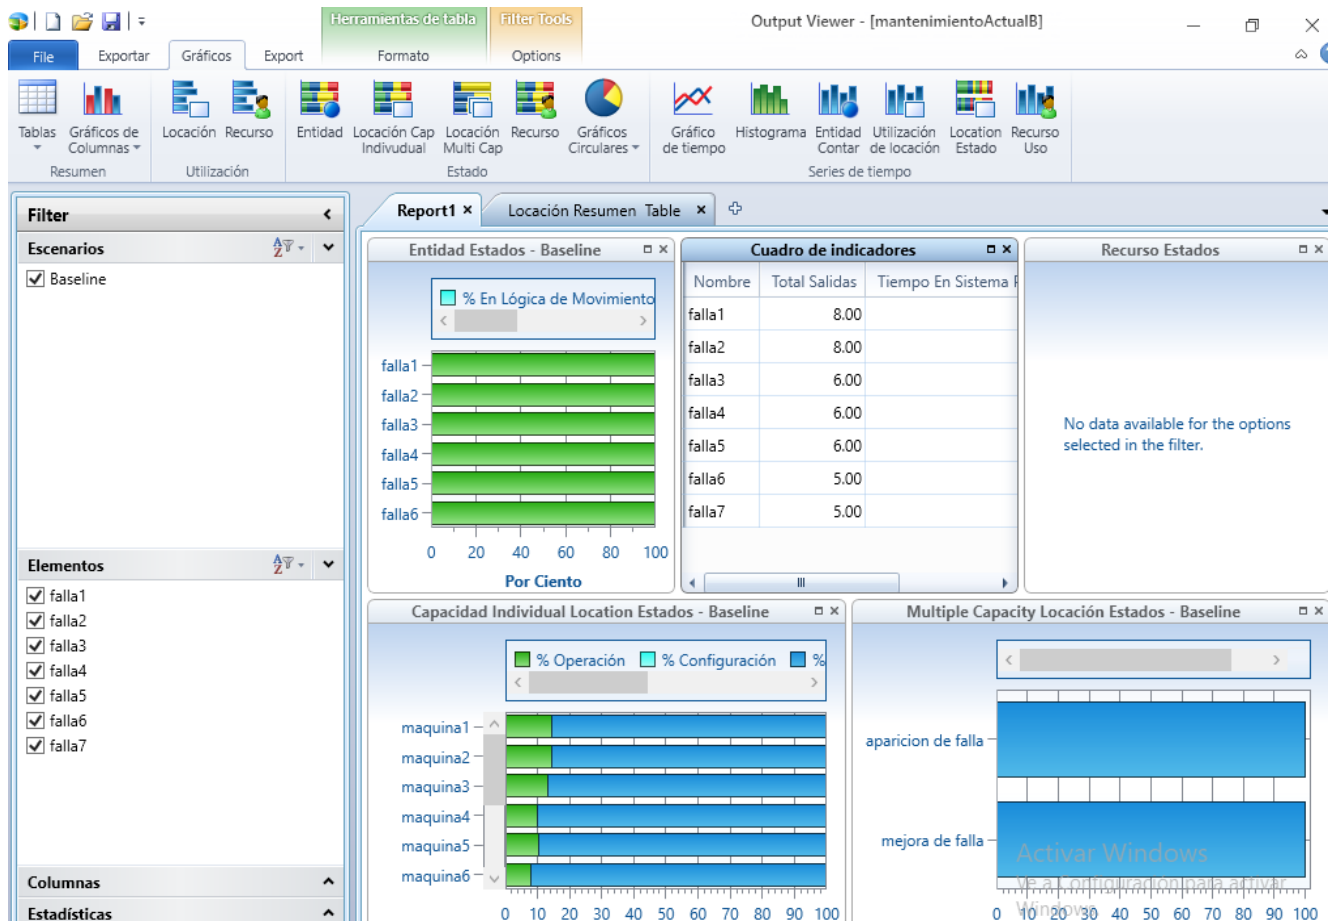 Herramientas de tabla
Filter Tools
Output Viewer - [mantenimientoActualB]
File
Exportar
Gráficos
Export
Formato
Options
Tablas
Gráficos de
Columnas
Locación
Recurso
Entidad
Locación Cap
Indivudual
Locación
Multi Cap
Recurso
Gráficos
Circulares
Gráfico
de tiempo
Histograma
Entidad
Contar
Utilización
de locación
Location
Estado
Recurso
Uso
Resumen
Utilización
Estado
Series de tiempo
Filter
Escenarios
Baseline
Elementos
falla1
falla2
falla3
falla4
falla5
falla6
falla7
Columnas
Estadísticas
Report1
Locación Resumen Table
Entidad Estados - Baseline
% En Lógica de Movimiento
falla1
falla2
falla3
falla4
falla5
falla6
0 20 40 60 80 100
Por Ciento
Cuadro de indicadores
Nombre Total Salidas Tiempo En Sistema
falla1 8.00
falla2 8.00
falla3 6.00
falla4 6.00
falla5 6.00
falla6 5.00
falla7 5.00
Recurso Estados
No data available for the options
selected in the filter.
Capacidad Individual Location Estados - Baseline
% Operación % Configuración %
maquina1
maquina2
maquina3
maquina4
maquina5
maquina6
0 10 20 30 40 50 60 70 80 90 100
Multiple Capacity Locación Estados - Baseline
aparicion de falla
mejora de falla
0 10 20 30 40 50 60 70 80 90 100
Activar Windows
Ve a Configuración para activar
Windows.